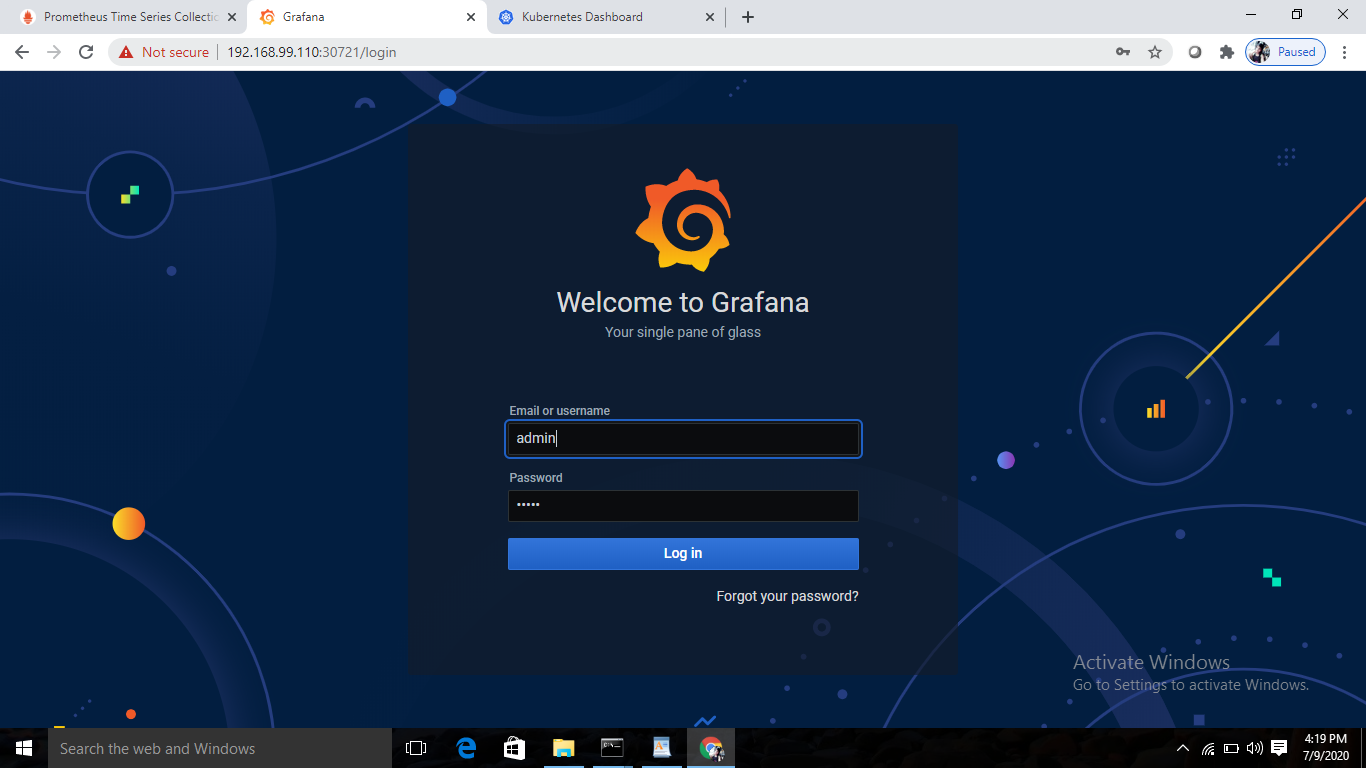 Prometheus Time Series Collectic
Grafana
Kubernetes Dashboard
Not secure
192.168.99.110:30721/login
Paused
Welcome to Grafana
Your single pane of glass
Email or username
admin
Password
•••••
Log in
Forgot your password?
Activate Windows
Go to Settings to activate Windows.
Search the web and Windows
4:19 PM
7/9/2020